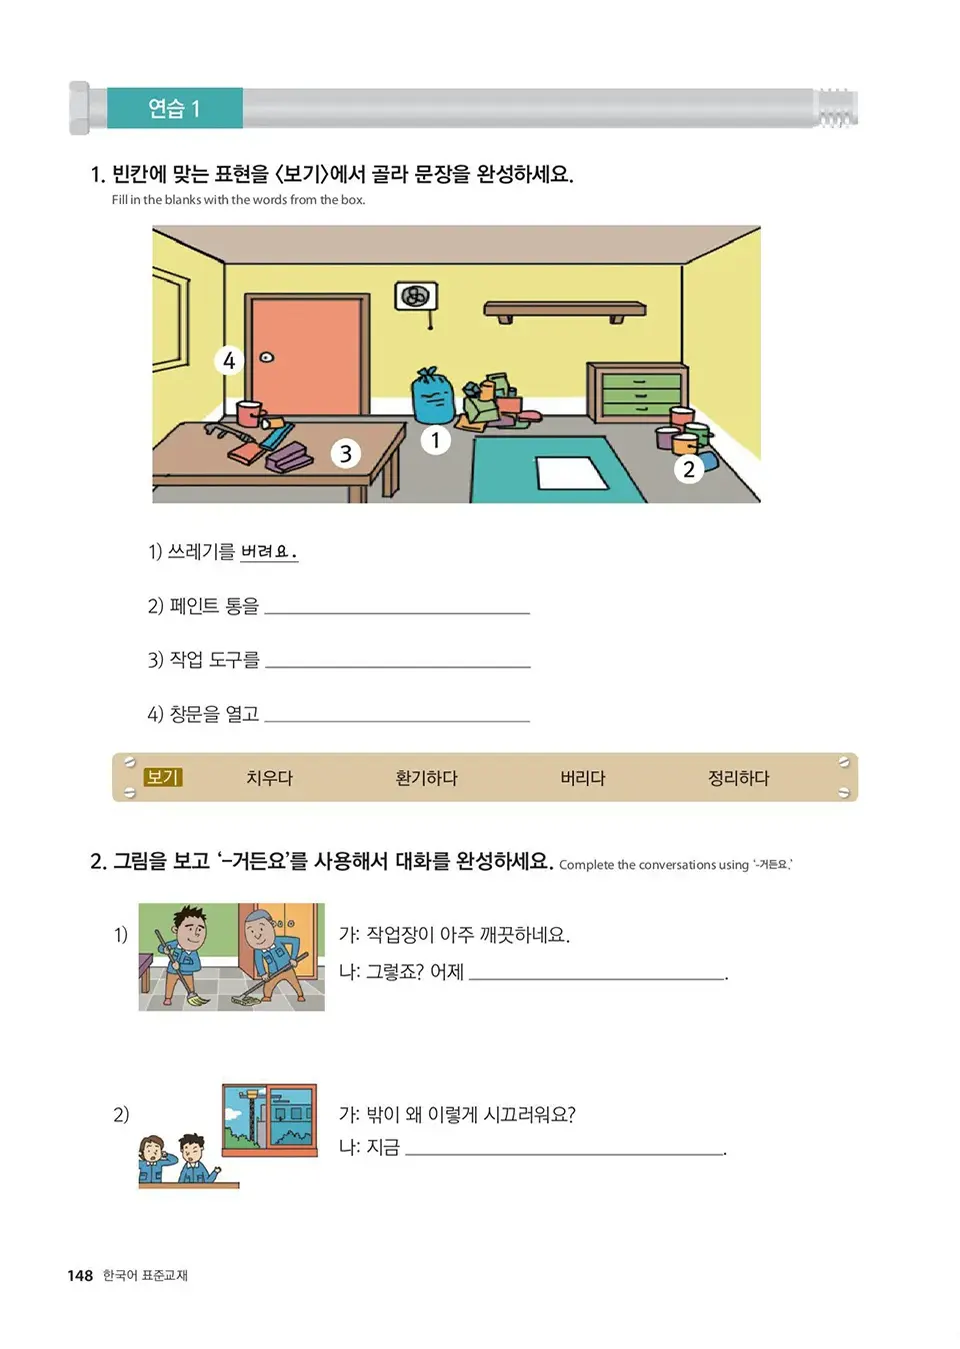 연습 1
1. 빈칸에 맞는 표현을 〈보기〉에서 골라 문장을 완성하세요.
Fill in the blanks with the words from the box.
4
1
3
2
1) 쓰레기를 버려요.
2) 페인트 통을
3) 작업 도구를
4) 창문을 열고
보기 치우다 환기하다 버리다 정리하다
2. 그림을 보고 ‘-거든요’를 사용해서 대화를 완성하세요. Complete the conversations using ‘-거든요.’
1)
가: 작업장이 아주 깨끗하네요.
나: 그렇죠? 어제 .
2)
가: 밖이 왜 이렇게 시끄러워요?
나: 지금 .
148 한국어 표준교재